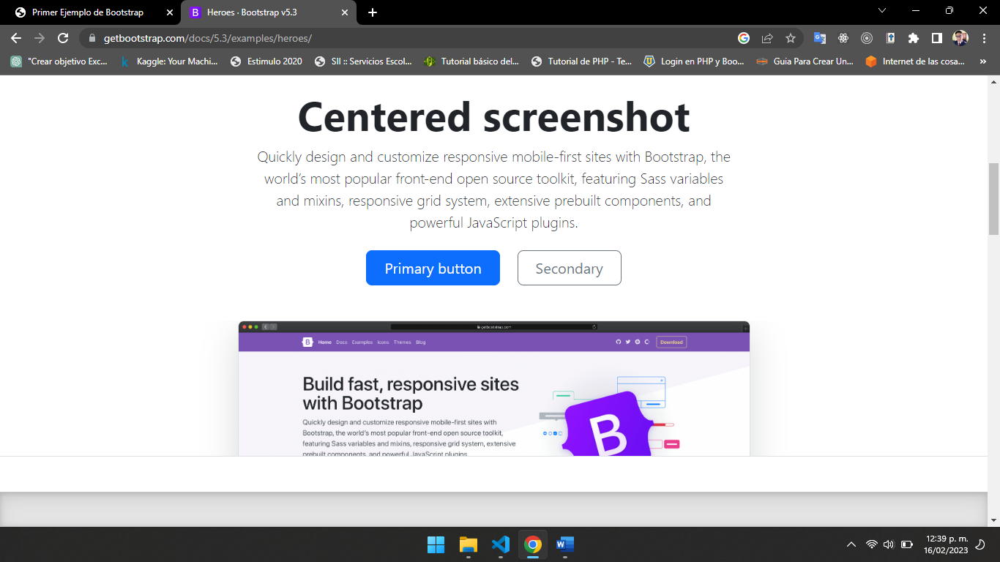 Primer Ejemplo de Bootstrap
Heroes · Bootstrap v5.3
getbootstrap.com/docs/5.3/examples/heroes/
"Crear objetivo Exc...
Kaggle: Your Machi...
Estimulo 2020
SII :: Servicios Escol...
Tutorial básico del...
Tutorial de PHP - Te...
Login en PHP y Boo...
Guia Para Crear Un...
Internet de las cosa...
Centered screenshot
Quickly design and customize responsive mobile-first sites with Bootstrap, the
world's most popular front-end open source toolkit, featuring Sass variables
and mixins, responsive grid system, extensive prebuilt components, and
powerful JavaScript plugins.
Primary button
Secondary
getbootstrap.com
B Home Docs Examples Icons Themes Blog
Download
Build fast, responsive sites
with Bootstrap
Quickly design and customize responsive mobile-first sites with
Bootstrap, the world's most popular front-end open source toolkit,
featuring Sass variables and mixins, responsive grid system, extensive
prebuilt components, and powerful JavaScript plugins.
B
12:39 p. m.
16/02/2023